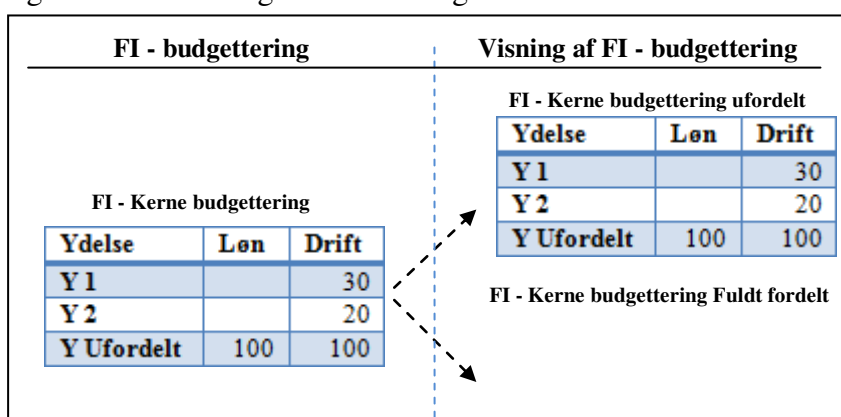 FI - budgettering
Visning af FI - budgettering
FI - Kerne budgettering
Ydelse Løn Drift
Y 1 30
Y 2 20
Y Ufordelt 100 100
FI - Kerne budgettering ufordelt
Ydelse Løn Drift
Y 1 30
Y 2 20
Y Ufordelt 100 100
FI - Kerne budgettering Fuldt fordelt